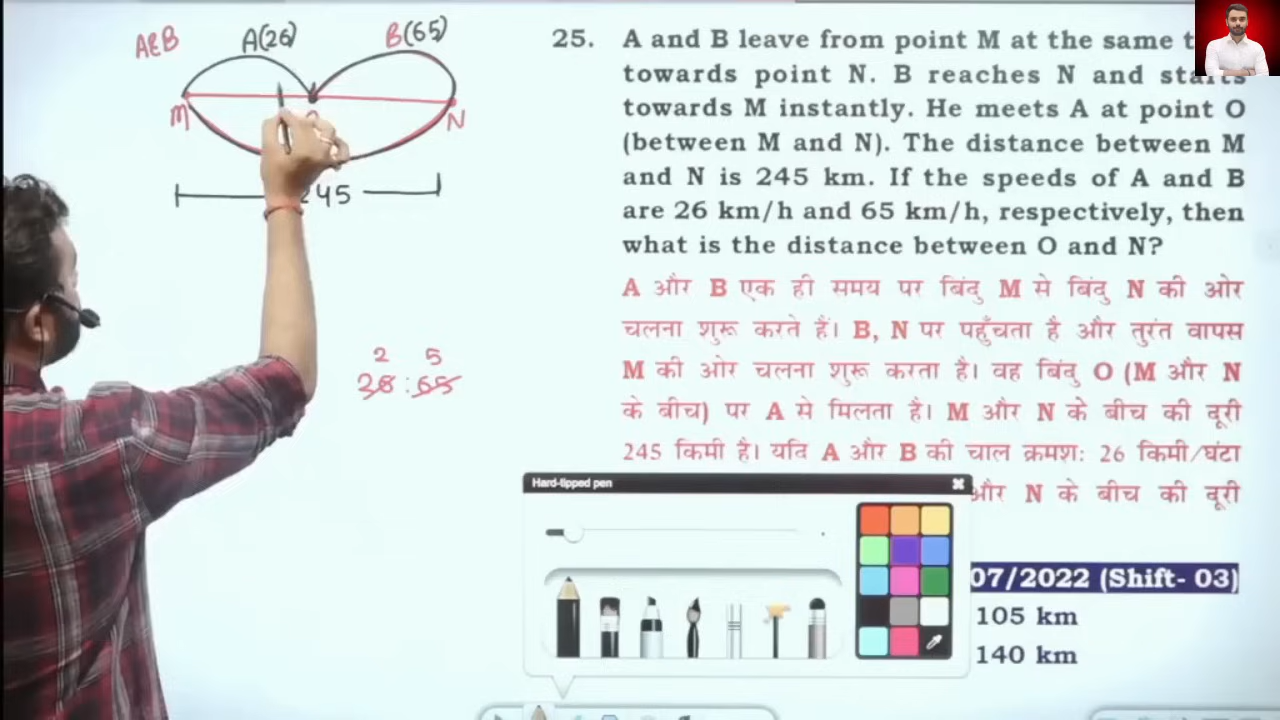 A&B
A(26)
B(65)
M
N
245
2 5
26 : 65
25. A and B leave from point M at the same t
towards point N. B reaches N and starts
towards M instantly. He meets A at point O
(between M and N). The distance between M
and N is 245 km. If the speeds of A and B
are 26 km/h and 65 km/h, respectively, then
what is the distance between O and N?
A और B एक ही समय पर बिंदु M से बिंदु N की ओर
चलना शुरू करते हैं। B, N पर पहुँचता है और तुरंत वापस
M की ओर चलना शुरू करता है। वह बिंदु O (M और N
के बीच) पर A से मिलता है। M और N के बीच की दूरी
245 किमी है। यदि A और B की चाल क्रमश: 26 किमी/घंटा
और N के बीच की दूरी
Hard-tipped pen
07/2022 (Shift- 03)
105 km
140 km